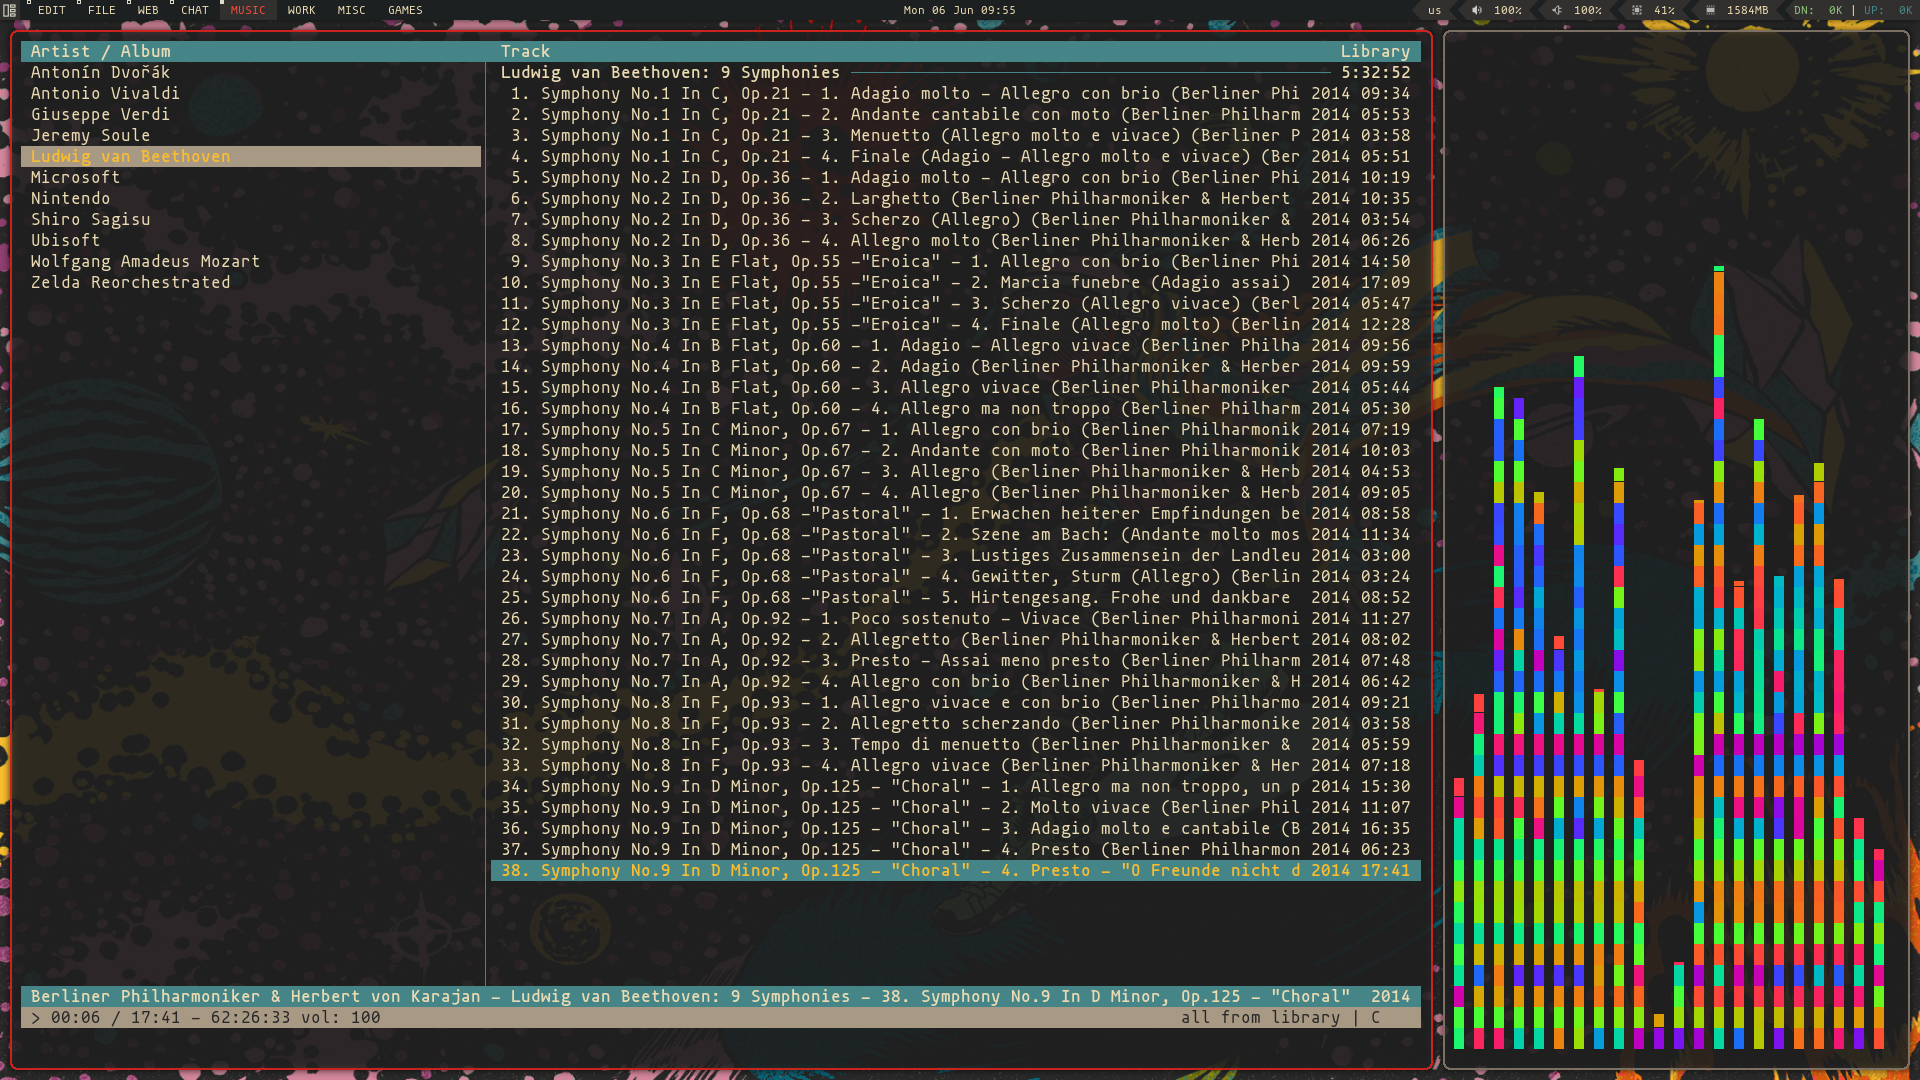 EDIT FILE WEB CHAT MUSIC WORK MISC GAMES Mon 06 Jun 09:55 us 100% 100% 41% 1584MB DN: 0K | UP: 0K
Artist / Album Track Library
Antonín Dvořák
Antonio Vivaldi
Giuseppe Verdi
Jeremy Soule
Ludwig van Beethoven
Microsoft
Nintendo
Shiro Sagisu
Ubisoft
Wolfgang Amadeus Mozart
Zelda Reorchestrated
Ludwig van Beethoven: 9 Symphonies 5:32:52
1. Symphony No.1 In C, Op.21 – 1. Adagio molto – Allegro con brio (Berliner Phi 2014 09:34
2. Symphony No.1 In C, Op.21 – 2. Andante cantabile con moto (Berliner Philharm 2014 05:53
3. Symphony No.1 In C, Op.21 – 3. Menuetto (Allegro molto e vivace) (Berliner P 2014 03:58
4. Symphony No.1 In C, Op.21 – 4. Finale (Adagio – Allegro molto e vivace) (Ber 2014 05:51
5. Symphony No.2 In D, Op.36 – 1. Adagio molto – Allegro con brio (Berliner Phi 2014 10:19
6. Symphony No.2 In D, Op.36 – 2. Larghetto (Berliner Philharmoniker & Herbert 2014 10:35
7. Symphony No.2 In D, Op.36 – 3. Scherzo (Allegro) (Berliner Philharmoniker & 2014 03:54
8. Symphony No.2 In D, Op.36 – 4. Allegro molto (Berliner Philharmoniker & Herb 2014 06:26
9. Symphony No.3 In E Flat, Op.55 –"Eroica" – 1. Allegro con brio (Berliner Phi 2014 14:50
10. Symphony No.3 In E Flat, Op.55 –"Eroica" – 2. Marcia funebre (Adagio assai) 2014 17:09
11. Symphony No.3 In E Flat, Op.55 –"Eroica" – 3. Scherzo (Allegro vivace) (Berl 2014 05:47
12. Symphony No.3 In E Flat, Op.55 –"Eroica" – 4. Finale (Allegro molto) (Berlin 2014 12:28
13. Symphony No.4 In B Flat, Op.60 – 1. Adagio – Allegro vivace (Berliner Philha 2014 09:56
14. Symphony No.4 In B Flat, Op.60 – 2. Adagio (Berliner Philharmoniker & Herber 2014 09:59
15. Symphony No.4 In B Flat, Op.60 – 3. Allegro vivace (Berliner Philharmoniker 2014 05:44
16. Symphony No.4 In B Flat, Op.60 – 4. Allegro ma non troppo (Berliner Philharm 2014 05:30
17. Symphony No.5 In C Minor, Op.67 – 1. Allegro con brio (Berliner Philharmonik 2014 07:19
18. Symphony No.5 In C Minor, Op.67 – 2. Andante con moto (Berliner Philharmonik 2014 10:03
19. Symphony No.5 In C Minor, Op.67 – 3. Allegro (Berliner Philharmoniker & Herb 2014 04:53
20. Symphony No.5 In C Minor, Op.67 – 4. Allegro (Berliner Philharmoniker & Herb 2014 09:05
21. Symphony No.6 In F, Op.68 –"Pastoral" – 1. Erwachen heiterer Empfindungen be 2014 08:58
22. Symphony No.6 In F, Op.68 –"Pastoral" – 2. Szene am Bach: (Andante molto mos 2014 11:34
23. Symphony No.6 In F, Op.68 –"Pastoral" – 3. Lustiges Zusammensein der Landleu 2014 03:00
24. Symphony No.6 In F, Op.68 –"Pastoral" – 4. Gewitter, Sturm (Allegro) (Berlin 2014 03:24
25. Symphony No.6 In F, Op.68 –"Pastoral" – 5. Hirtengesang. Frohe und dankbare 2014 08:52
26. Symphony No.7 In A, Op.92 – 1. Poco sostenuto – Vivace (Berliner Philharmoni 2014 11:27
27. Symphony No.7 In A, Op.92 – 2. Allegretto (Berliner Philharmoniker & Herbert 2014 08:02
28. Symphony No.7 In A, Op.92 – 3. Presto – Assai meno presto (Berliner Philharm 2014 07:48
29. Symphony No.7 In A, Op.92 – 4. Allegro con brio (Berliner Philharmoniker & H 2014 06:42
30. Symphony No.8 In F, Op.93 – 1. Allegro vivace e con brio (Berliner Philharmo 2014 09:21
31. Symphony No.8 In F, Op.93 – 2. Allegretto scherzando (Berliner Philharmonike 2014 03:58
32. Symphony No.8 In F, Op.93 – 3. Tempo di menuetto (Berliner Philharmoniker & 2014 05:59
33. Symphony No.8 In F, Op.93 – 4. Allegro vivace (Berliner Philharmoniker & Her 2014 07:18
34. Symphony No.9 In D Minor, Op.125 – "Choral" – 1. Allegro ma non troppo, un p 2014 15:30
35. Symphony No.9 In D Minor, Op.125 – "Choral" – 2. Molto vivace (Berliner Phil 2014 11:07
36. Symphony No.9 In D Minor, Op.125 – "Choral" – 3. Adagio molto e cantabile (B 2014 16:35
37. Symphony No.9 In D Minor, Op.125 – "Choral" – 4. Presto (Berliner Philharmon 2014 06:23
38. Symphony No.9 In D Minor, Op.125 – "Choral" – 4. Presto – "O Freunde nicht d 2014 17:41
Berliner Philharmoniker & Herbert von Karajan – Ludwig van Beethoven: 9 Symphonies – 38. Symphony No.9 In D Minor, Op.125 – "Choral" 2014
> 00:06 / 17:41 – 62:26:33 vol: 100 all from library | C